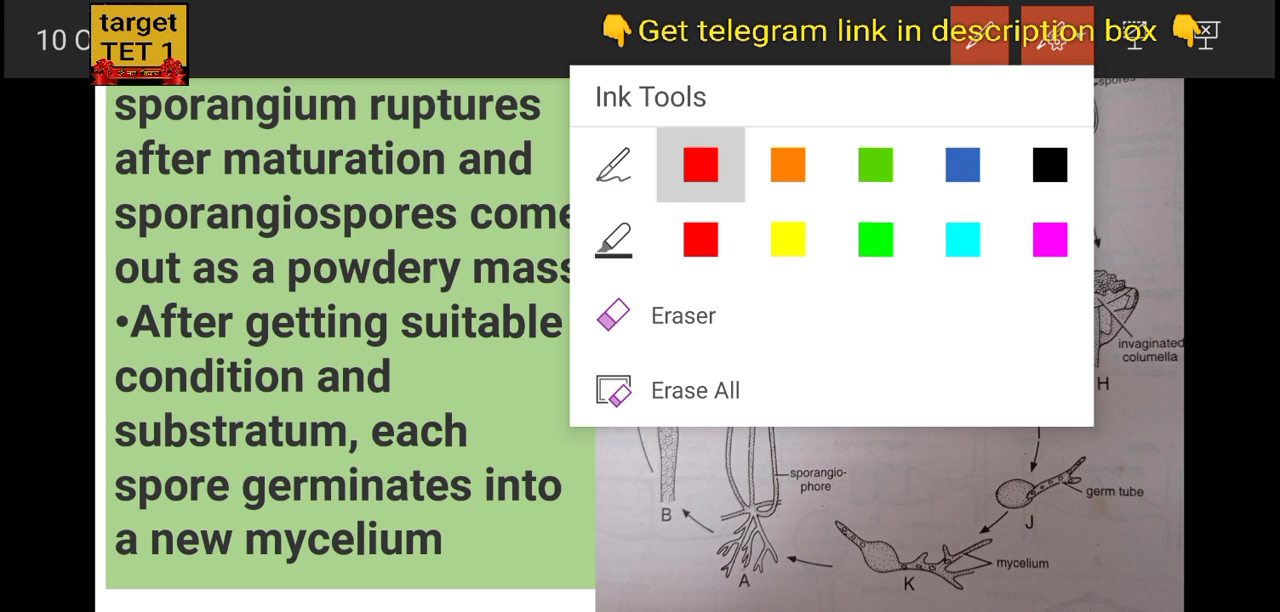 10 O
target
TET 1
👇Get telegram link in description box 👇
sporangium ruptures
after maturation and
sporangiospores come
out as a powdery mass
•After getting suitable
condition and
substratum, each
spore germinates into
a new mycelium
Ink Tools
Eraser
Erase All
spores
invaginated
columella
H
sporangio-
phore
B
A
germ tube
J
mycelium
K